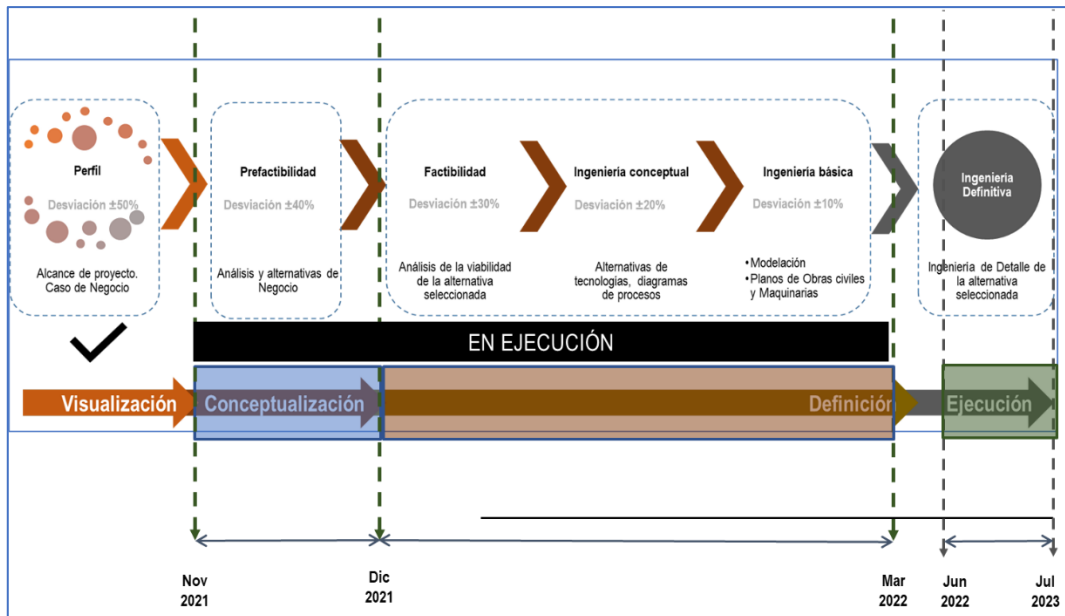 Perfil
Desviación ±50%
Alcance de proyecto.
Caso de Negocio
Prefactibilidad
Desviación ±40%
Análisis y alternativas de
Negocio
Factibilidad
Desviación ±30%
Análisis de la viabilidad
de la alternativa
seleccionada
Ingeniería conceptual
Desviación ±20%
Alternativas de
tecnologías, diagramas
de procesos
Ingeniería básica
Desviación ±10%
•Modelación
•Planos de Obras civiles
y Maquinarias
Ingeniería
Definitiva
Ingeniería de Detalle de
la alternativa
seleccionada
EN EJECUCIÓN
Visualización
Conceptualización
Definición
Ejecución
Nov
2021
Dic
2021
Mar
2022
Jun
2022
Jul
2023